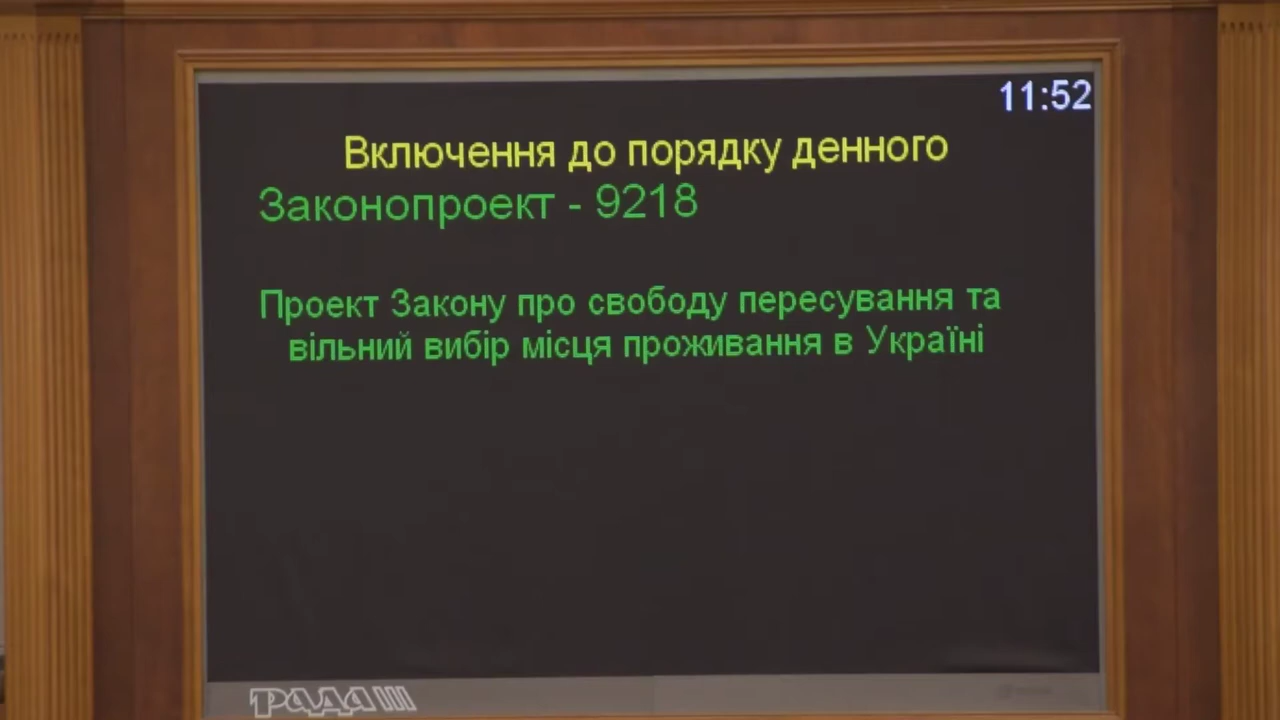 11:52
Включення до порядку денного
Законопроект - 9218
Проект Закону про свободу пересування та
вільний вибір місця проживання в Україні
РАДАІІІ